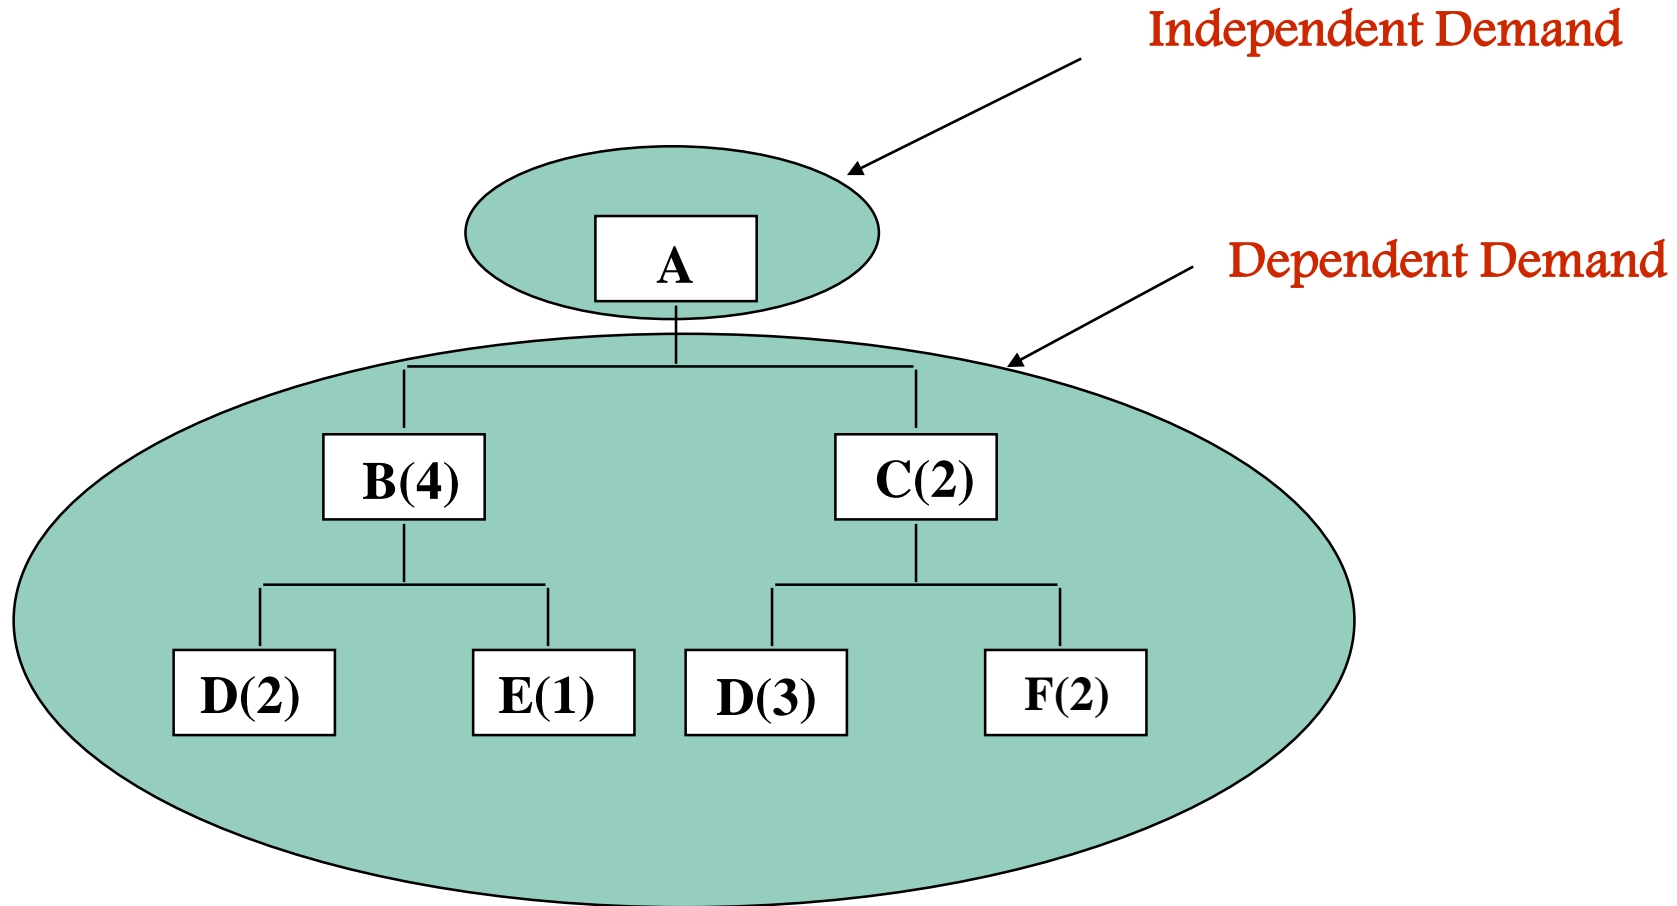 Independent Demand
A
Dependent Demand
B(4)
C(2)
D(2)
E(1)
D(3)
F(2)